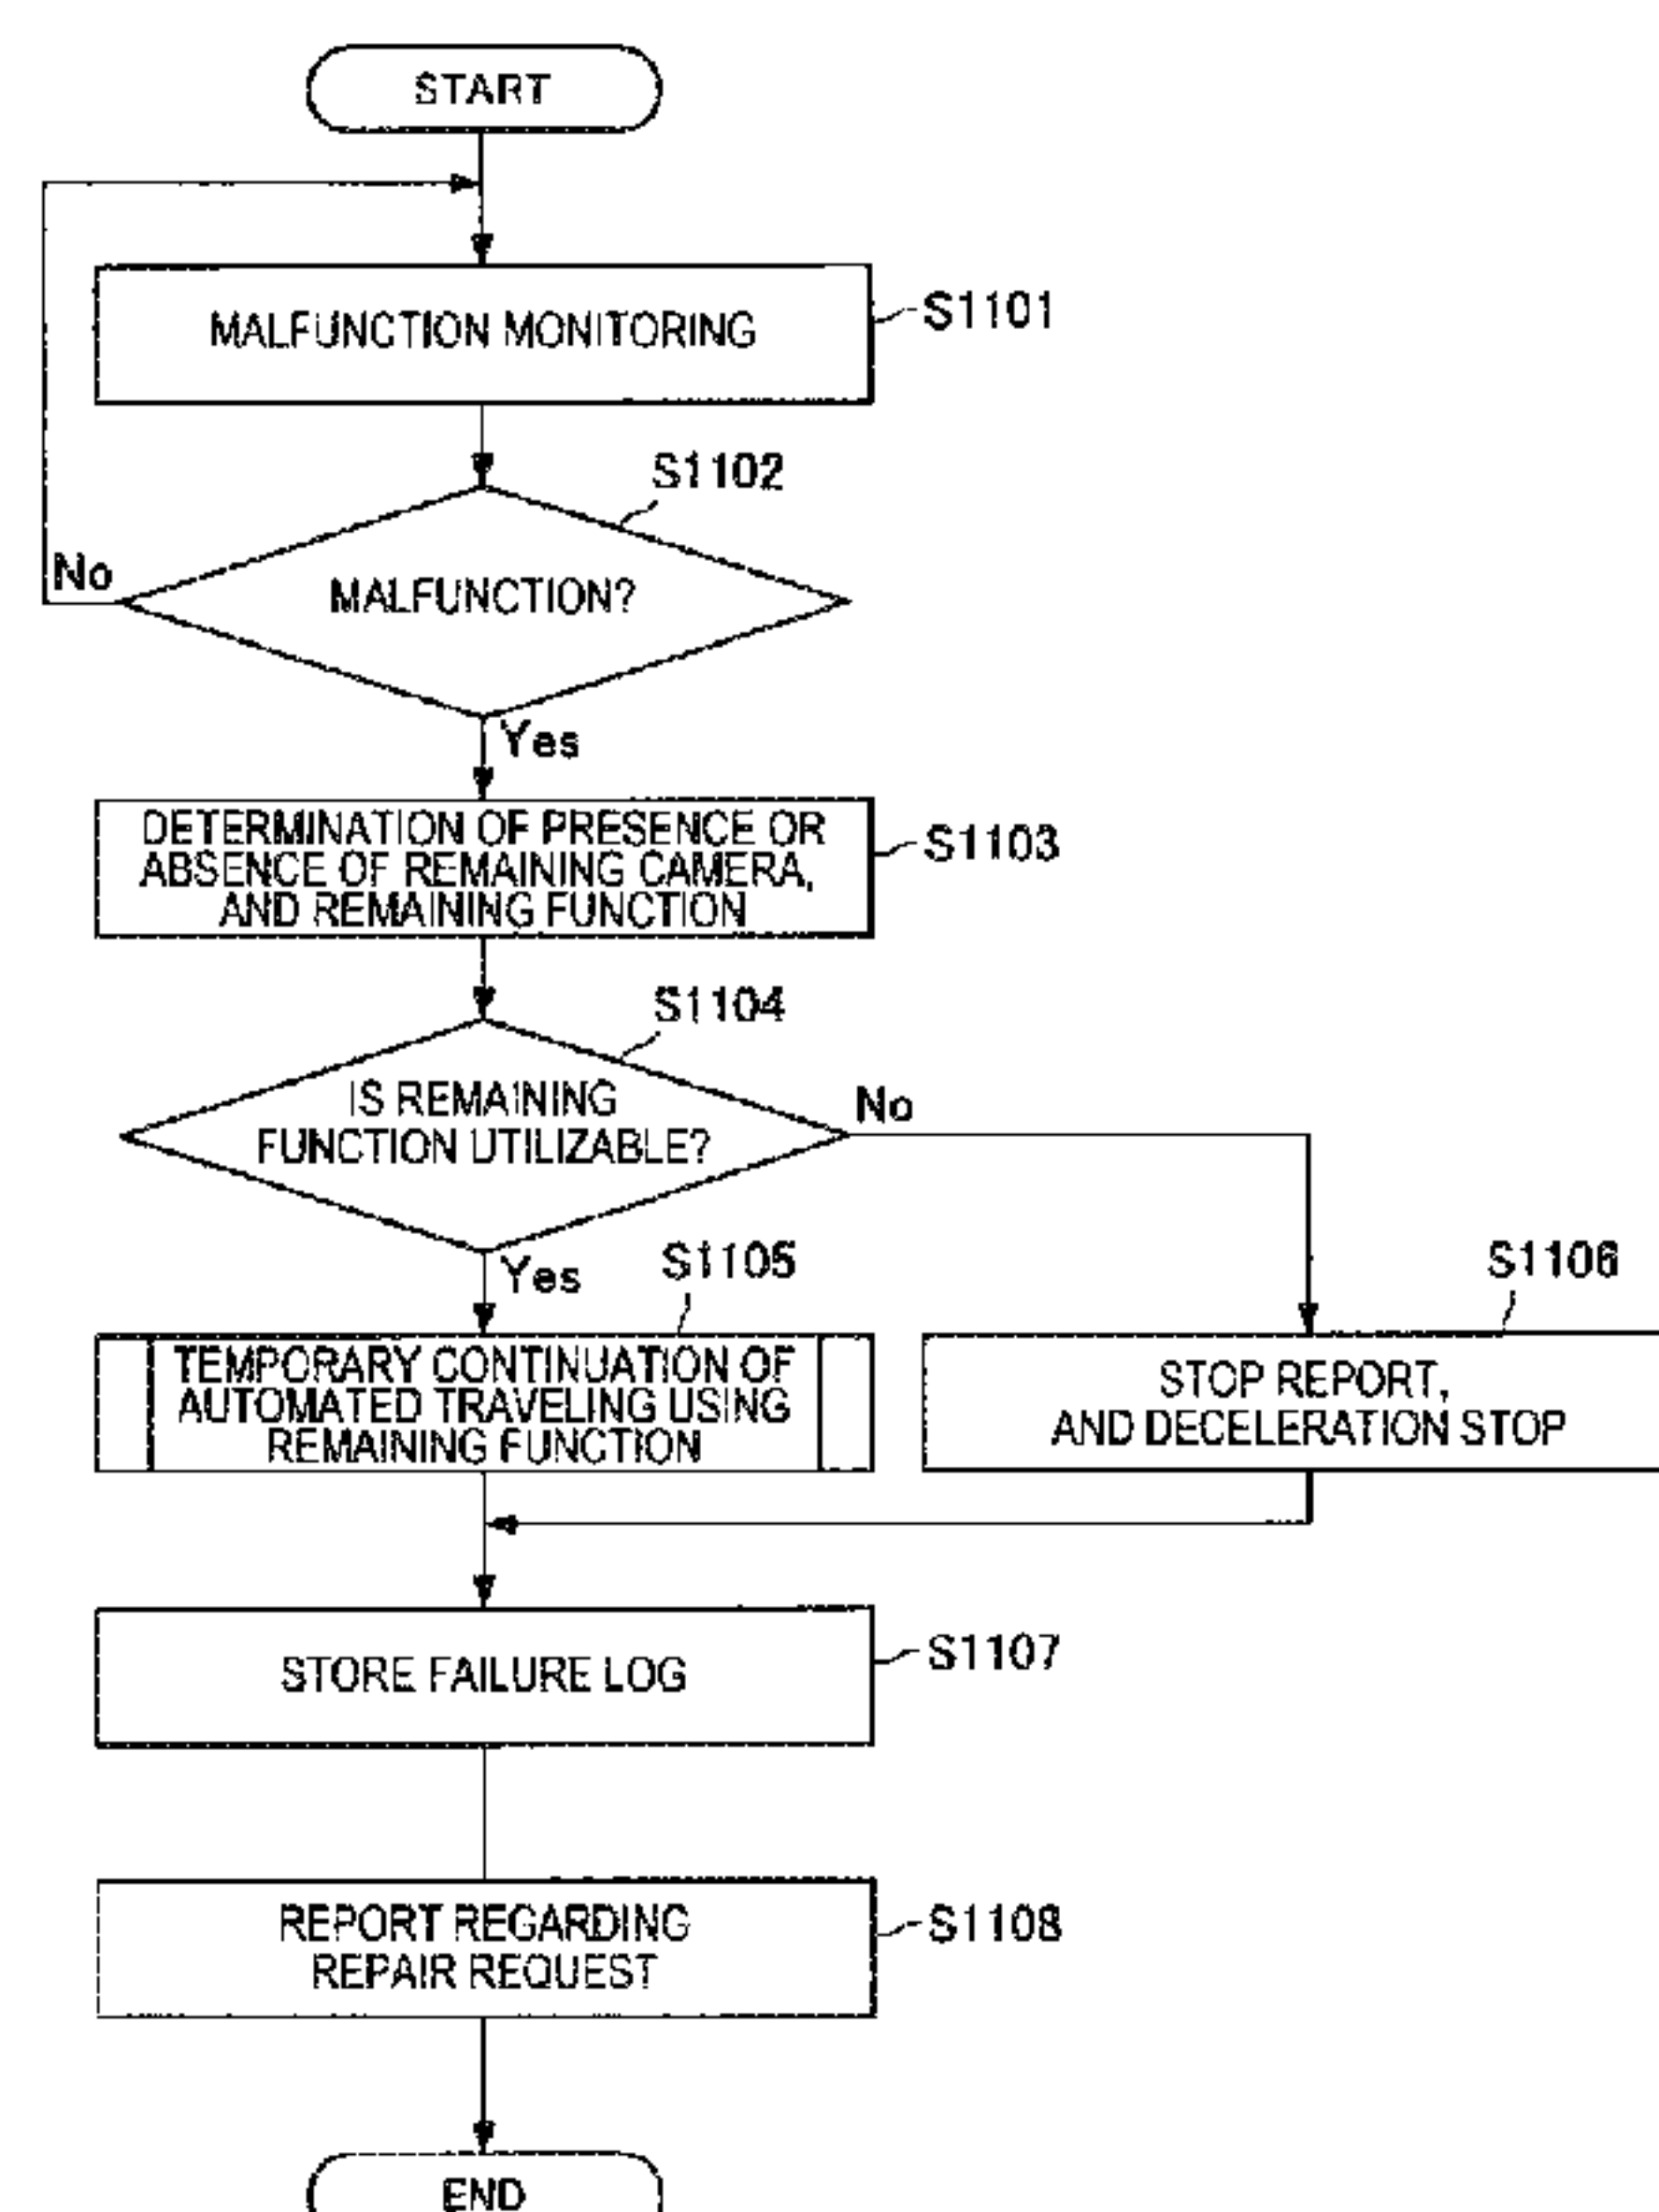 START
MALFUNCTION MONITORING
S1101
S1102
No
MALFUNCTION?
Yes
DETERMINATION OF PRESENCE OR
ABSENCE OF REMAINING CAMERA,
AND REMAINING FUNCTION
S1103
S1104
IS REMAINING
FUNCTION UTILIZABLE?
No
Yes
S1105
S1106
TEMPORARY CONTINUATION OF
AUTOMATED TRAVELING USING
REMAINING FUNCTION
STOP REPORT,
AND DECELERATION STOP
STORE FAILURE LOG
S1107
REPORT REGARDING
REPAIR REQUEST
S1108
END